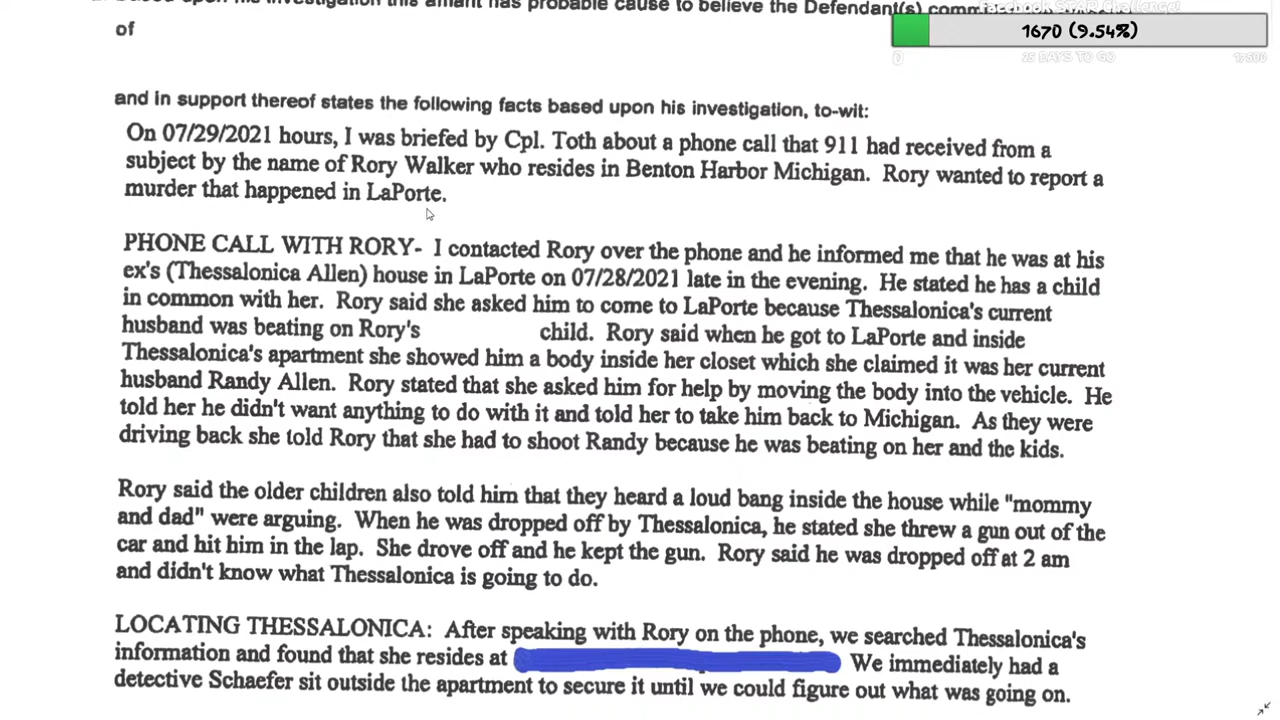 of
and in support thereof states the following facts based upon his investigation, to-wit:
On 07/29/2021 hours, I was briefed by Cpl. Toth about a phone call that 911 had received from a
subject by the name of Rory Walker who resides in Benton Harbor Michigan. Rory wanted to report a
murder that happened in LaPorte.
PHONE CALL WITH RORY- I contacted Rory over the phone and he informed me that he was at his
ex's (Thessalonica Allen) house in LaPorte on 07/28/2021 late in the evening. He stated he has a child
in common with her. Rory said she asked him to come to LaPorte because Thessalonica's current
husband was beating on Rory's child. Rory said when he got to LaPorte and inside
Thessalonica's apartment she showed him a body inside her closet which she claimed it was her current
husband Randy Allen. Rory stated that she asked him for help by moving the body into the vehicle. He
told her he didn't want anything to do with it and told her to take him back to Michigan. As they were
driving back she told Rory that she had to shoot Randy because he was beating on her and the kids.
Rory said the older children also told him that they heard a loud bang inside the house while "mommy
and dad" were arguing. When he was dropped off by Thessalonica, he stated she threw a gun out of the
car and hit him in the lap. She drove off and he kept the gun. Rory said he was dropped off at 2 am
and didn't know what Thessalonica is going to do.
LOCATING THESSALONICA: After speaking with Rory on the phone, we searched Thessalonica's
information and found that she resides at We immediately had a
detective Schaefer sit outside the apartment to secure it until we could figure out what was going on.
Facebook STAR Challenge!
1670 (9.54%)
0 25 DAYS TO GO 17500